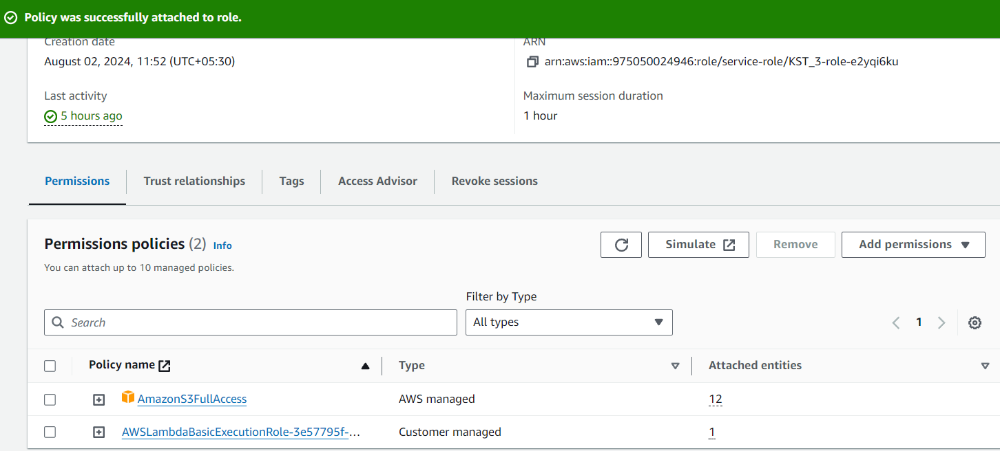 Policy was successfully attached to role.
Creation date
ARN
August 02, 2024, 11:52 (UTC+05:30)
arn:aws:iam::975050024946:role/service-role/KST_3-role-e2yqi6ku
Last activity
Maximum session duration
5 hours ago
1 hour
Permissions
Trust relationships
Tags
Access Advisor
Revoke sessions
Permissions policies (2) Info
Simulate
Remove
Add permissions
You can attach up to 10 managed policies.
Filter by Type
Search
All types
1
Policy name
Type
Attached entities
AmazonS3FullAccess
AWS managed
12
AWSLambdaBasicExecutionRole-3e57795f-...
Customer managed
1